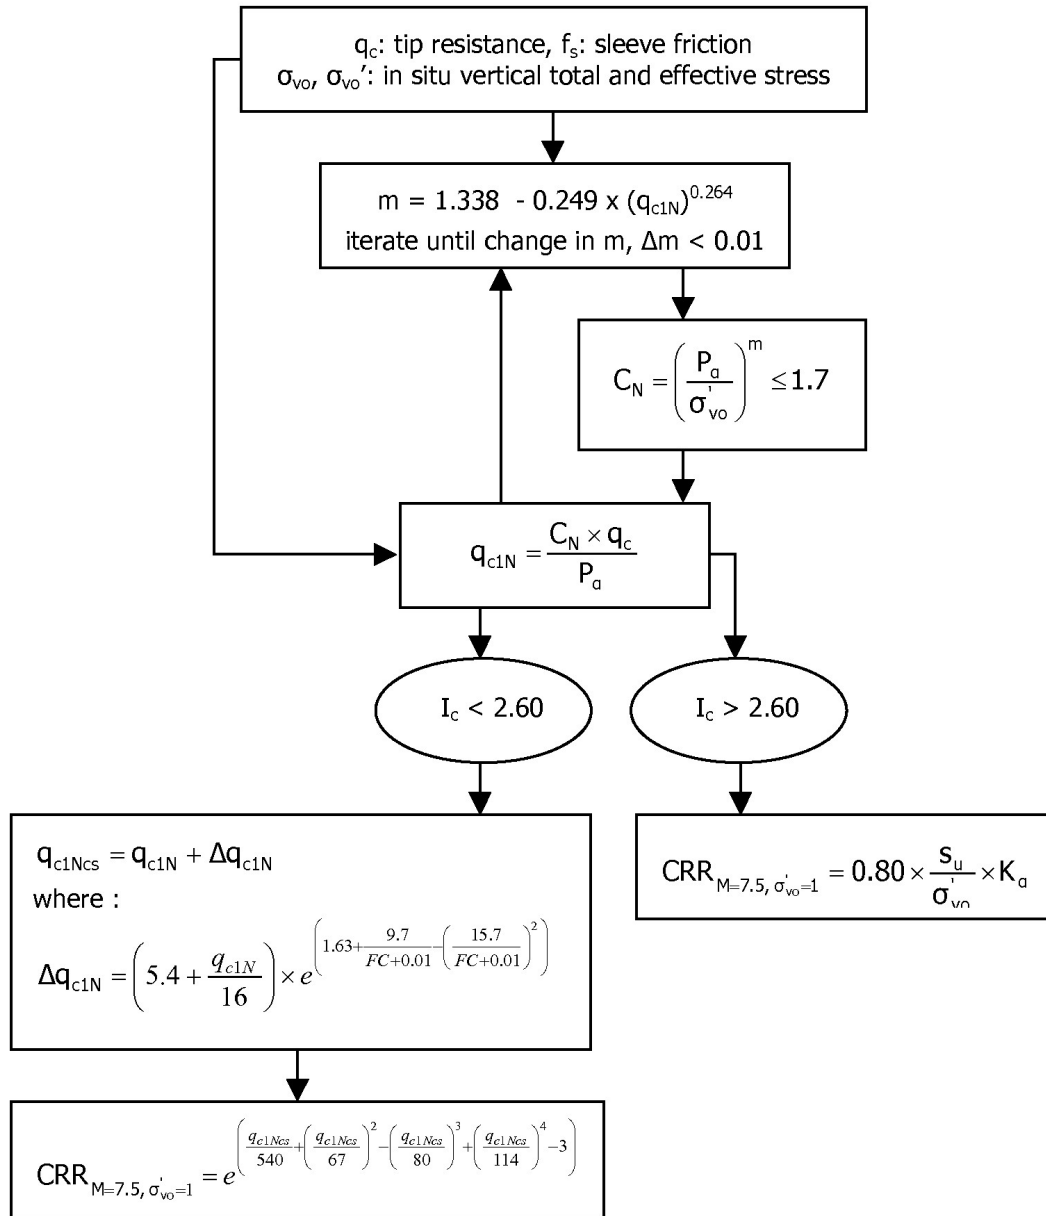 q_c: tip resistance, f_s: sleeve friction
σ_vo, σ_vo′: in situ vertical total and effective stress
m = 1.338 - 0.249 x (q_c1N)^0.264
iterate until change in m, Δm < 0.01
C_N = (P_a / σ'_vo)^m ≤ 1.7
q_c1N = (C_N × q_c) / P_a
I_c < 2.60
I_c > 2.60
q_c1Ncs = q_c1N + Δq_c1N
where :
Δq_c1N = (5.4 + q_c1N / 16) × e^(1.63 + 9.7 / (FC+0.01) - (15.7 / (FC+0.01))^2)
CRR_M=7.5, σ'_vo=1 = 0.80 × s_u / σ'_vo × K_α
CRR_M=7.5, σ'_vo=1 = e^(q_c1Ncs / 540 + (q_c1Ncs / 67)^2 - (q_c1Ncs / 80)^3 + (q_c1Ncs / 114)^4 - 3)